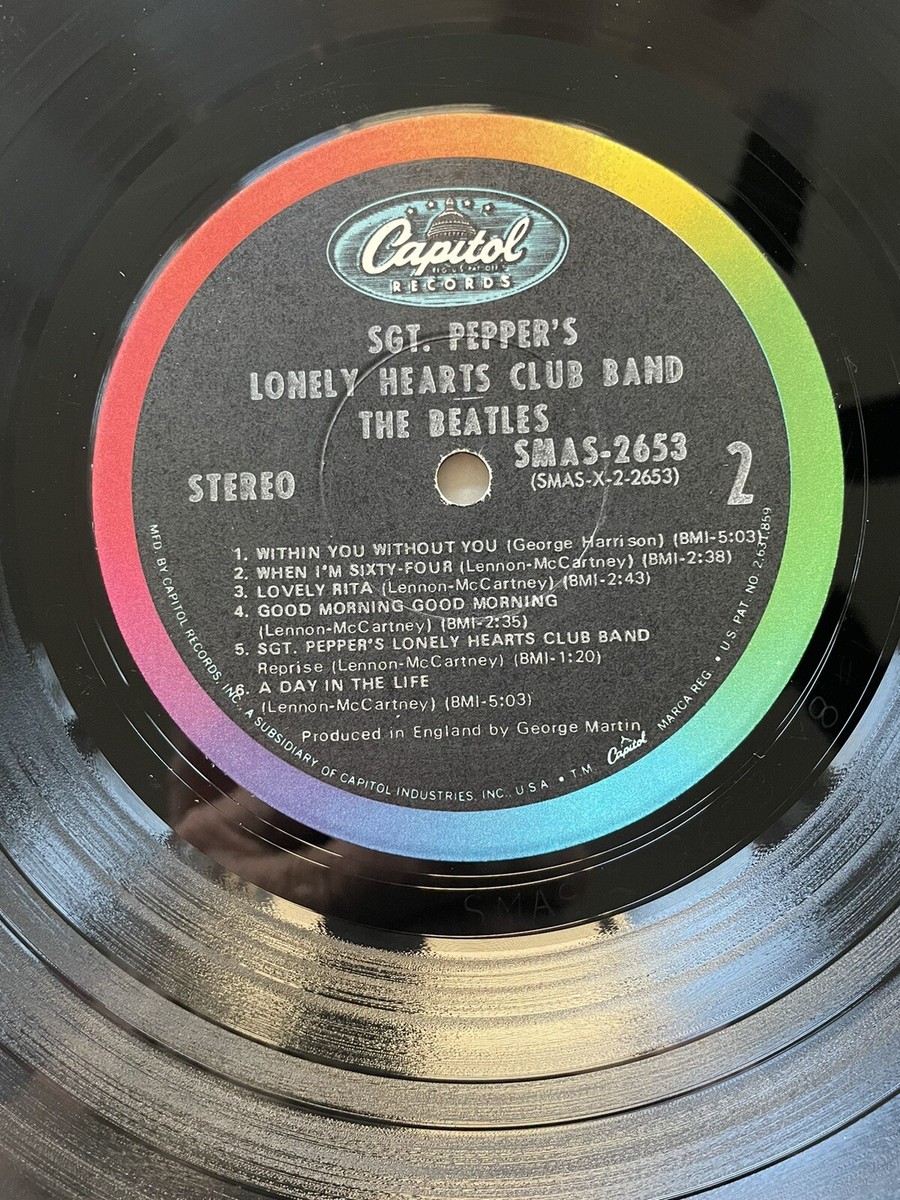 Capitol
RECORDS
SGT. PEPPER'S
LONELY HEARTS CLUB BAND
THE BEATLES
SMAS-2653
(SMAS-X-2-2653)
2
STEREO
1. WITHIN YOU WITHOUT YOU (George Harrison) (BMI-5:03)
2. WHEN I'M SIXTY-FOUR (Lennon-McCartney) (BMI-2:38)
3. LOVELY RITA (Lennon-McCartney) (BMI-2:43)
4. GOOD MORNING GOOD MORNING
(Lennon-McCartney) (BMI-2:35)
5. SGT. PEPPER'S LONELY HEARTS CLUB BAND
Reprise (Lennon-McCartney) (BMI-1:20)
6. A DAY IN THE LIFE
(Lennon-McCartney) (BMI-5:03)
Produced in England by George Martin
MFD. BY CAPITOL RECORDS, INC. A SUBSIDIARY OF CAPITOL INDUSTRIES, INC., U.S.A. • T.M. Capitol MARCA REG. • U.S. PAT. NO. 2,631,859
SMAS